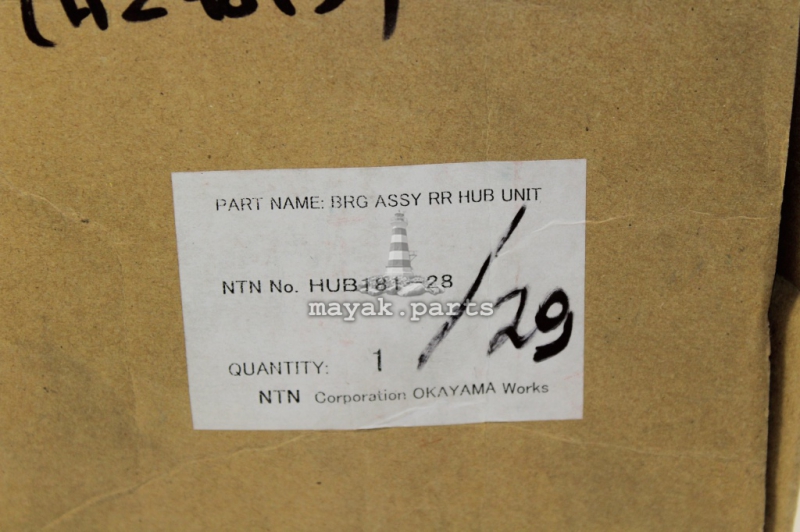 PART NAME: BRG ASSY RR HUB UNIT
NTN No. HUB181-28
mayak.parts
/29
QUANTITY: 1
NTN Corporation OKAYAMA Works